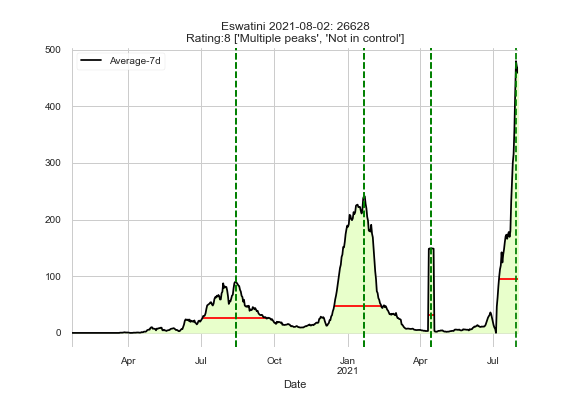 Eswatini 2021-08-02: 26628
Rating:8 ['Multiple peaks', 'Not in control']
Average-7d
500
400
300
200
100
0
Apr
Jul
Oct
Jan
2021
Apr
Jul
Date